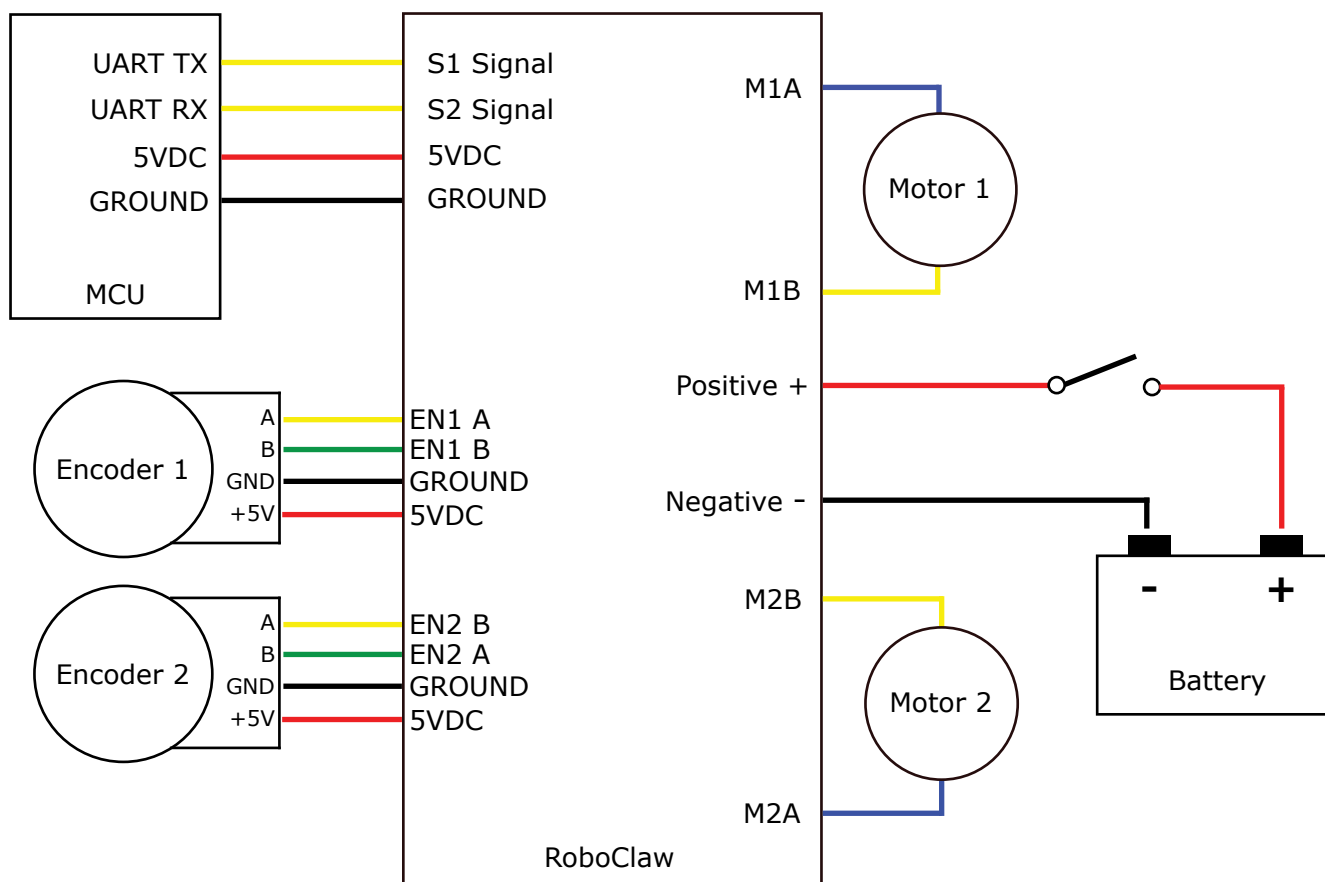 UART TX
UART RX
5VDC
GROUND
MCU
S1 Signal
S2 Signal
5VDC
GROUND
M1A
Motor 1
M1B
Positive +
Negative -
- +
Battery
Encoder 1
A
B
GND
+5V
EN1 A
EN1 B
GROUND
5VDC
Encoder 2
A
B
GND
+5V
EN2 B
EN2 A
GROUND
5VDC
M2B
Motor 2
M2A
RoboClaw